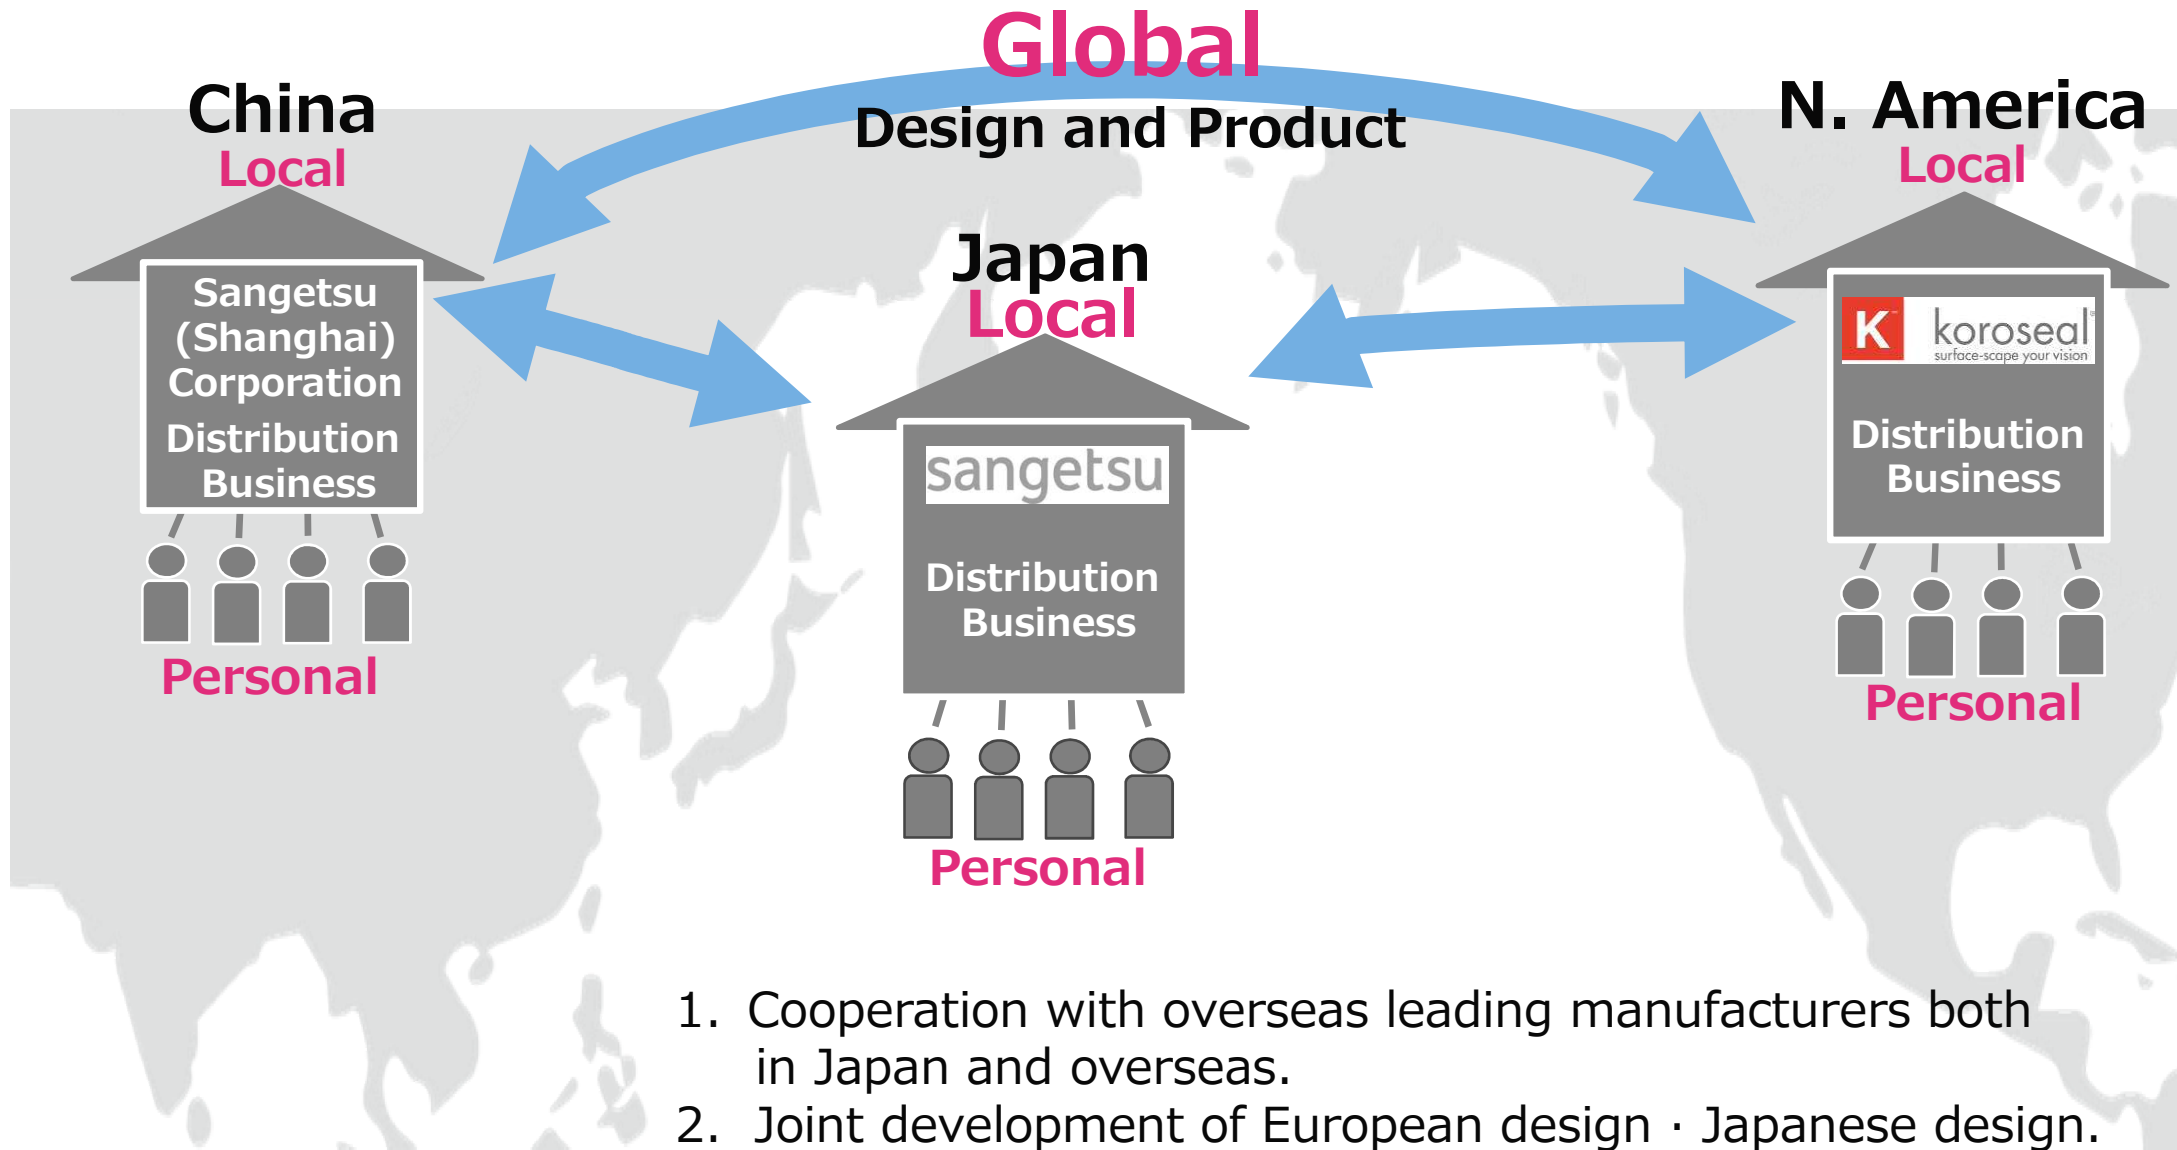 Global
Design and Product
China
Local
Sangetsu
(Shanghai)
Corporation
Distribution
Business
Personal
Japan
Local
sangetsu
Distribution
Business
Personal
N. America
Local
K
koroseal®
surface-scape your vision
Distribution
Business
Personal
1. Cooperation with overseas leading manufacturers both
in Japan and overseas.
2. Joint development of European design · Japanese design.